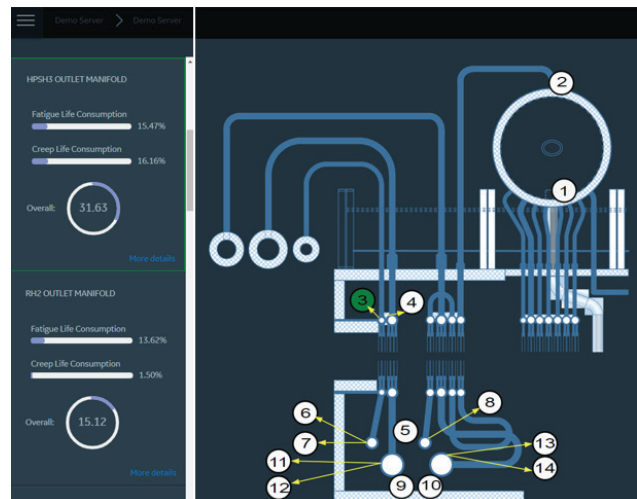 Demo Server
Demo Server
HPSH3 OUTLET MANIFOLD
Fatigue Life Consumption
15.47%
Creep Life Consumption
16.16%
Overall:
31.63
More details
RH2 OUTLET MANIFOLD
Fatigue Life Consumption
13.62%
Creep Life Consumption
1.50%
Overall:
15.12
More details
2
1
3
4
6
5
8
7
13
11
14
12
9
10